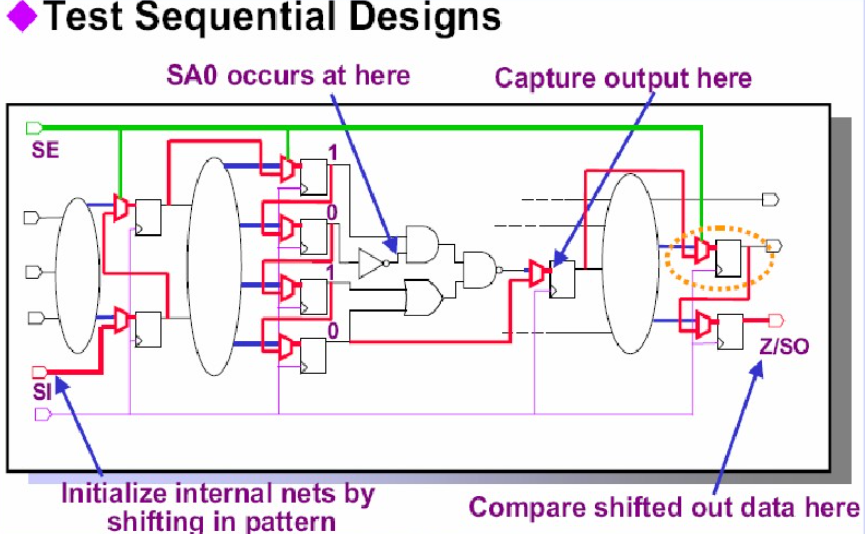 Test Sequential Designs
SA0 occurs at here
Capture output here
SE
1
0
1
0
Z/SO
SI
Initialize internal nets by
shifting in pattern
Compare shifted out data here